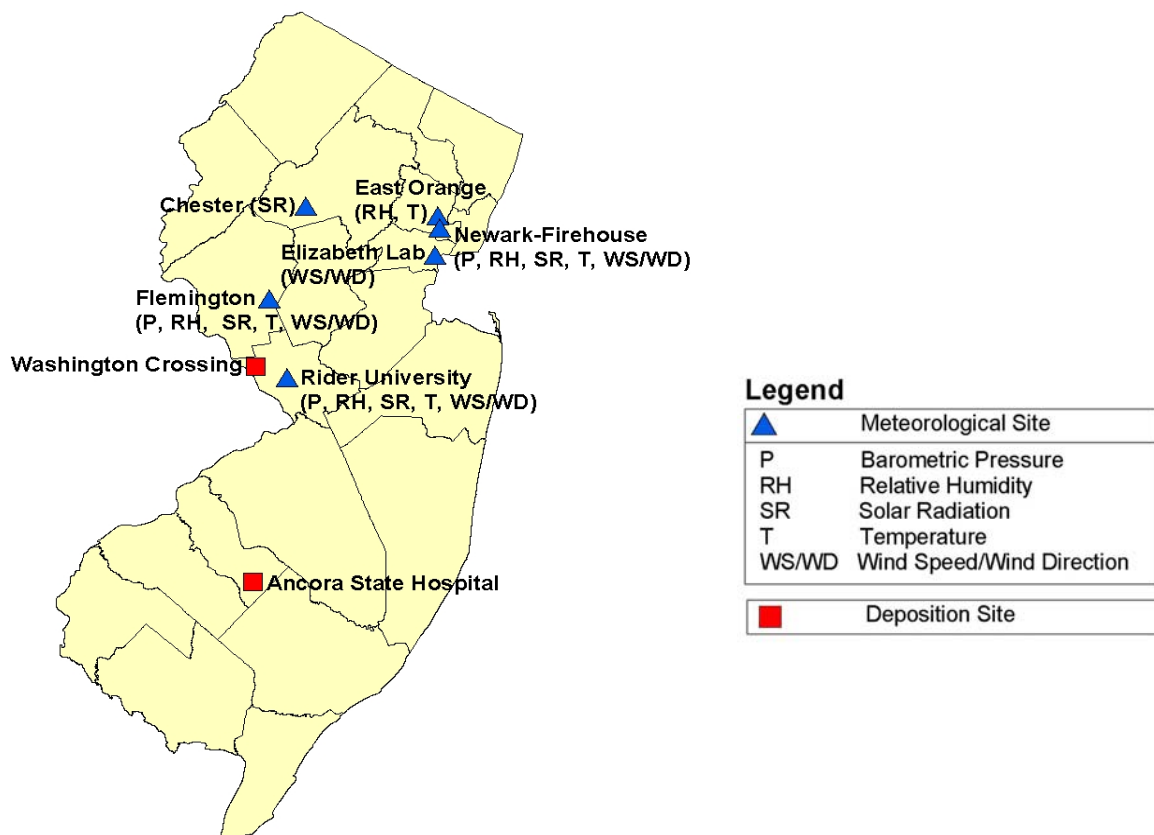 East Orange
(RH, T)
Chester (SR)
Newark-Firehouse
(P, RH, SR, T, WS/WD)
Elizabeth Lab
(WS/WD)
Flemington
(P, RH, SR, T, WS/WD)
Washington Crossing
Rider University
(P, RH, SR, T, WS/WD)
Ancora State Hospital
Legend
Meteorological Site
P Barometric Pressure
RH Relative Humidity
SR Solar Radiation
T Temperature
WS/WD Wind Speed/Wind Direction
Deposition Site